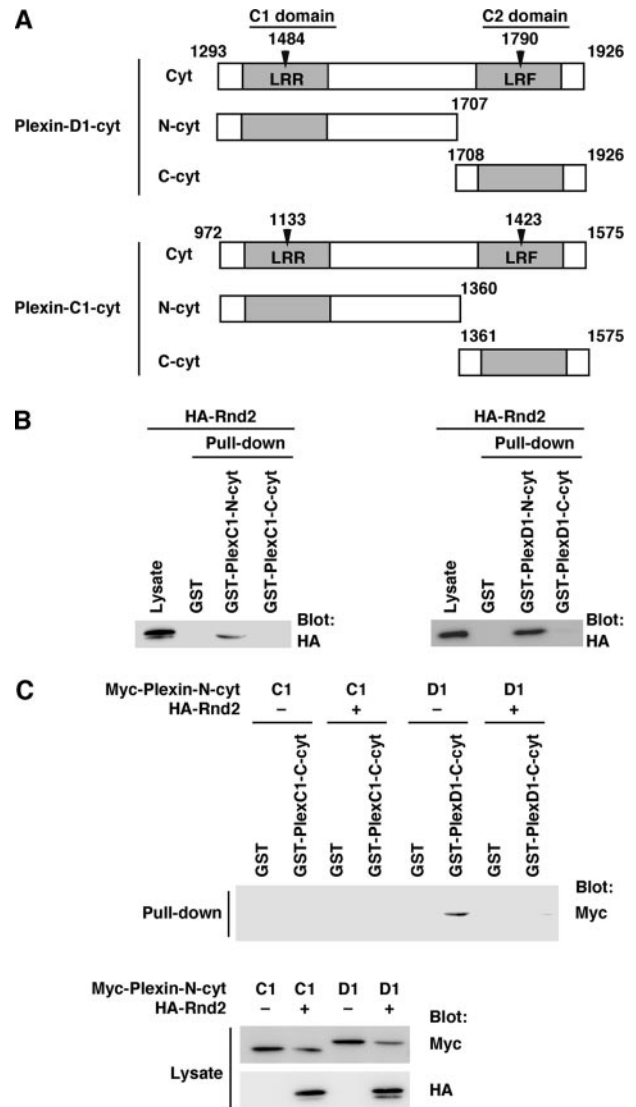 A
C1 domain C2 domain
1293 1484 1790 1926
Cyt LRR LRF
1707
Plexin-D1-cyt N-cyt
1708 1926
C-cyt
972 1133 1423 1575
Cyt LRR LRF
1360
Plexin-C1-cyt N-cyt
1361 1575
C-cyt
B
HA-Rnd2
Pull-down
Lysate
GST
GST-PlexC1-N-cyt
GST-PlexC1-C-cyt
Blot:
HA
HA-Rnd2
Pull-down
Lysate
GST
GST-PlexD1-N-cyt
GST-PlexD1-C-cyt
Blot:
HA
C
Myc-Plexin-N-cyt C1 C1 D1 D1
HA-Rnd2 – + – +
GST
GST-PlexC1-C-cyt
GST
GST-PlexC1-C-cyt
GST
GST-PlexD1-C-cyt
GST
GST-PlexD1-C-cyt
Blot:
Pull-down Myc
Myc-Plexin-N-cyt C1 C1 D1 D1
HA-Rnd2 – + – +
Blot:
Myc
Lysate
HA